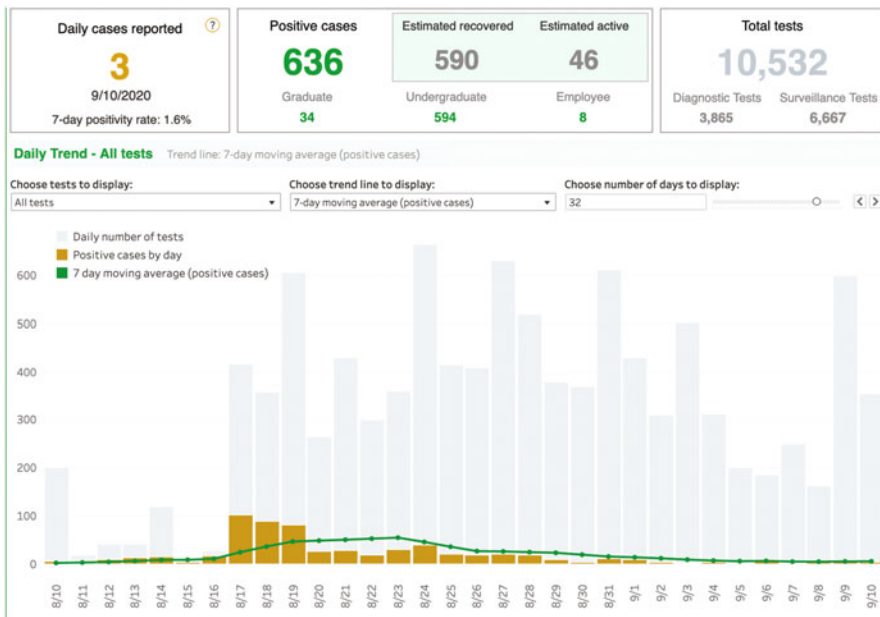 Daily cases reported
?
3
9/10/2020
7-day positivity rate: 1.6%
Positive cases
Estimated recovered
Estimated active
636
590
46
Graduate
Undergraduate
Employee
34
594
8
Total tests
10,532
Diagnostic Tests
Surveillance Tests
3,865
6,667
Daily Trend - All tests
Trend line: 7-day moving average (positive cases)
Choose tests to display:
Choose trend line to display:
Choose number of days to display:
All tests
7-day moving average (positive cases)
32
Daily number of tests
Positive cases by day
7 day moving average (positive cases)
600
500
400
300
200
100
0
8/10
8/11
8/12
8/13
8/14
8/15
8/16
8/17
8/18
8/19
8/20
8/21
8/22
8/23
8/24
8/25
8/26
8/27
8/28
8/29
8/30
8/31
9/1
9/2
9/3
9/4
9/5
9/6
9/7
9/8
9/9
9/10